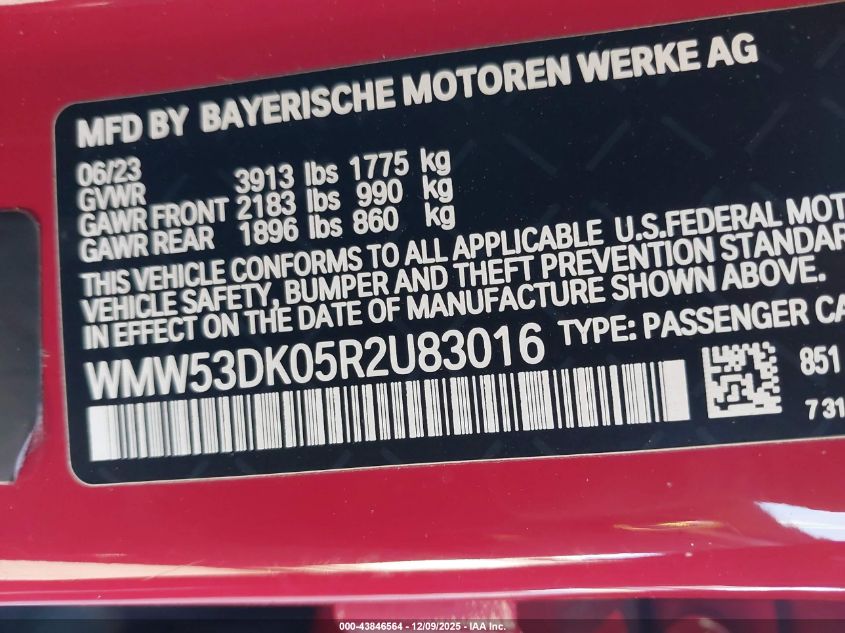 MFD BY BAYERISCHE MOTOREN WERKE AG
06/23
GVWR 3913 lbs 1775 kg
GAWR FRONT 2183 lbs 990 kg
GAWR REAR 1896 lbs 860 kg
THIS VEHICLE CONFORMS TO ALL APPLICABLE U.S.FEDERAL MOT
VEHICLE SAFETY, BUMPER AND THEFT PREVENTION STANDAR
IN EFFECT ON THE DATE OF MANUFACTURE SHOWN ABOVE.
WMW53DK05R2U83016 TYPE: PASSENGER CA
851
7 31
000-43846564 / 12/09/2025 - IAA Inc.